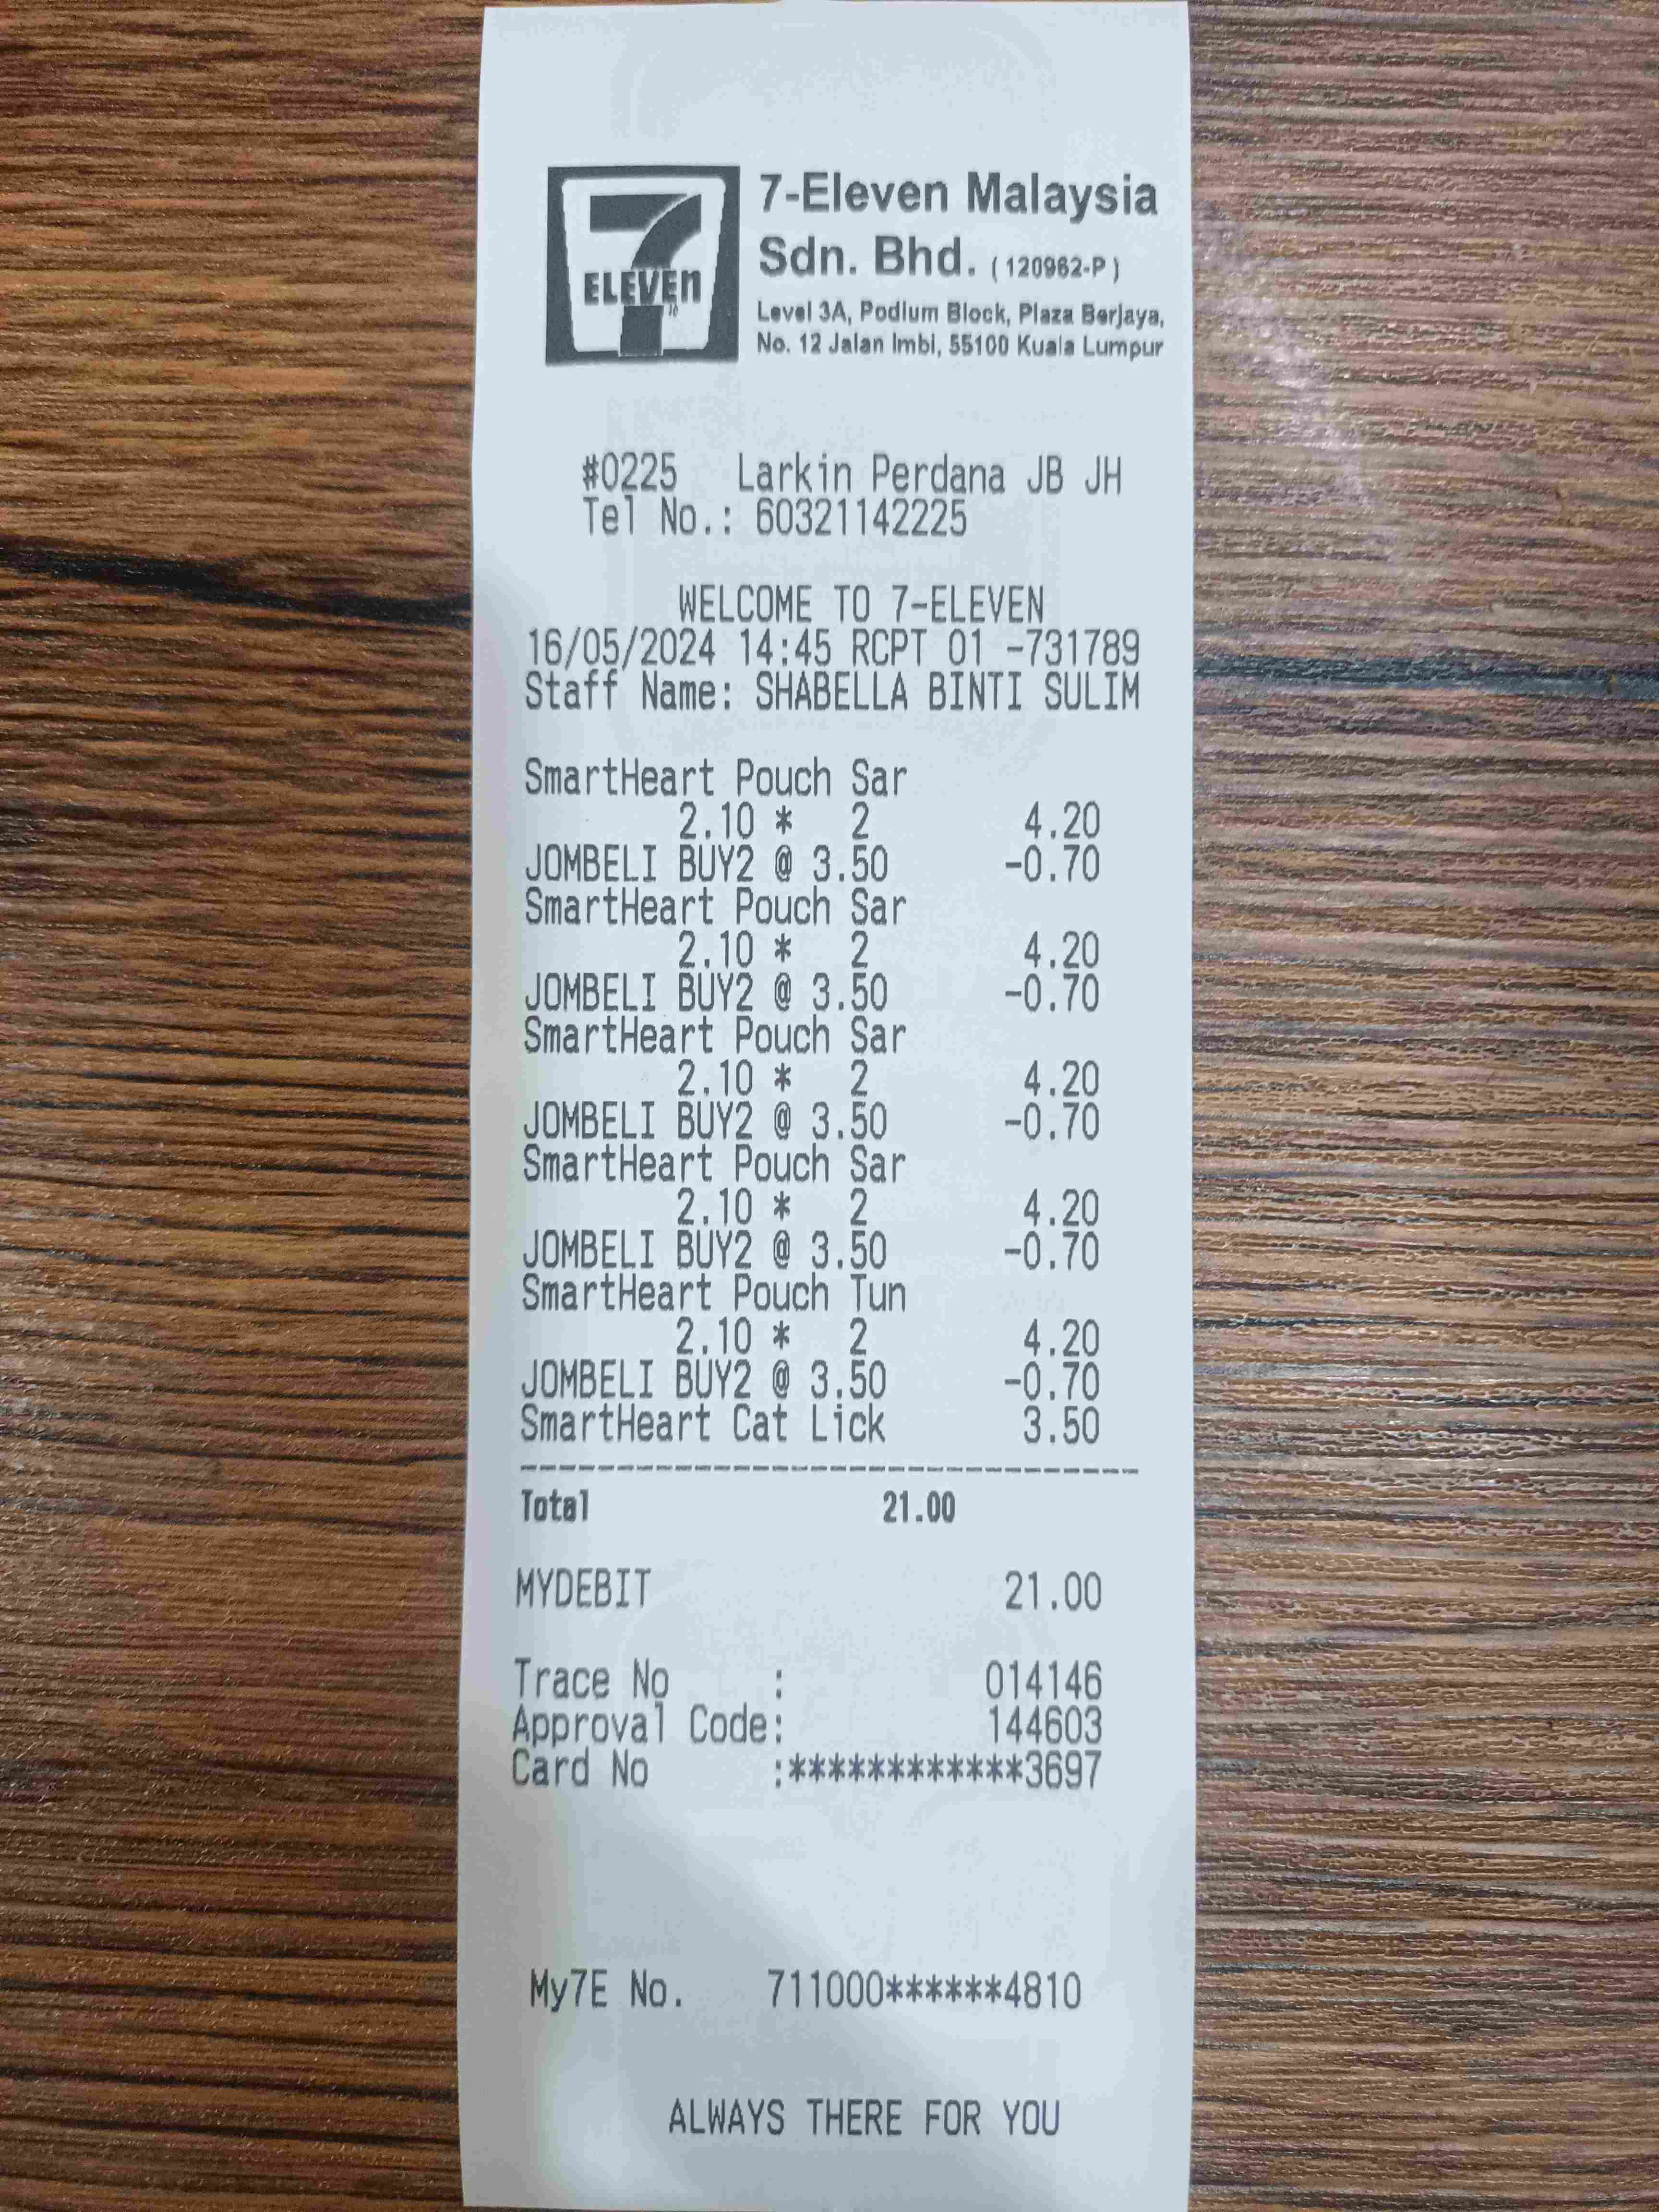 7
ELEVEN
7-Eleven Malaysia
Sdn. Bhd. (120962-P)
Level 3A, Podium Block, Plaza Berjaya,
No. 12 Jalan Imbi, 55100 Kuala Lumpur
#0225 Larkin Perdana JB JH
Tel No.: 60321142225
WELCOME TO 7-ELEVEN
16/05/2024 14:45 RCPT 01 -731789
Staff Name: SHABELLA BINTI SULIM
SmartHeart Pouch Sar
2.10 * 2 4.20
JOMBELI BUY2 @ 3.50 -0.70
SmartHeart Pouch Sar
2.10 * 2 4.20
JOMBELI BUY2 @ 3.50 -0.70
SmartHeart Pouch Sar
2.10 * 2 4.20
JOMBELI BUY2 @ 3.50 -0.70
SmartHeart Pouch Sar
2.10 * 2 4.20
JOMBELI BUY2 @ 3.50 -0.70
SmartHeart Pouch Tun
2.10 * 2 4.20
JOMBELI BUY2 @ 3.50 -0.70
SmartHeart Cat Lick 3.50
--------------------------------
Total 21.00
MYDEBIT 21.00
Trace No : 014146
Approval Code: 144603
Card No :************3697
My7E No. 711000******4810
ALWAYS THERE FOR YOU